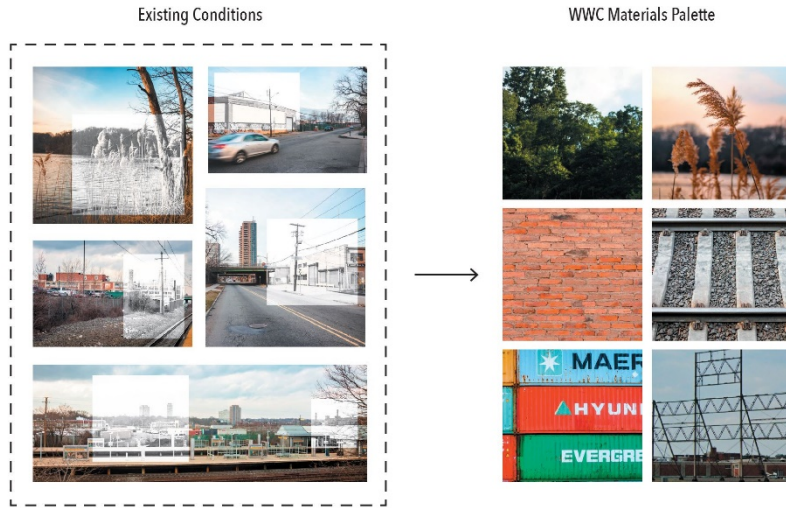 Existing Conditions
WWC Materials Palette
MAER
HYUN
EVERGRE